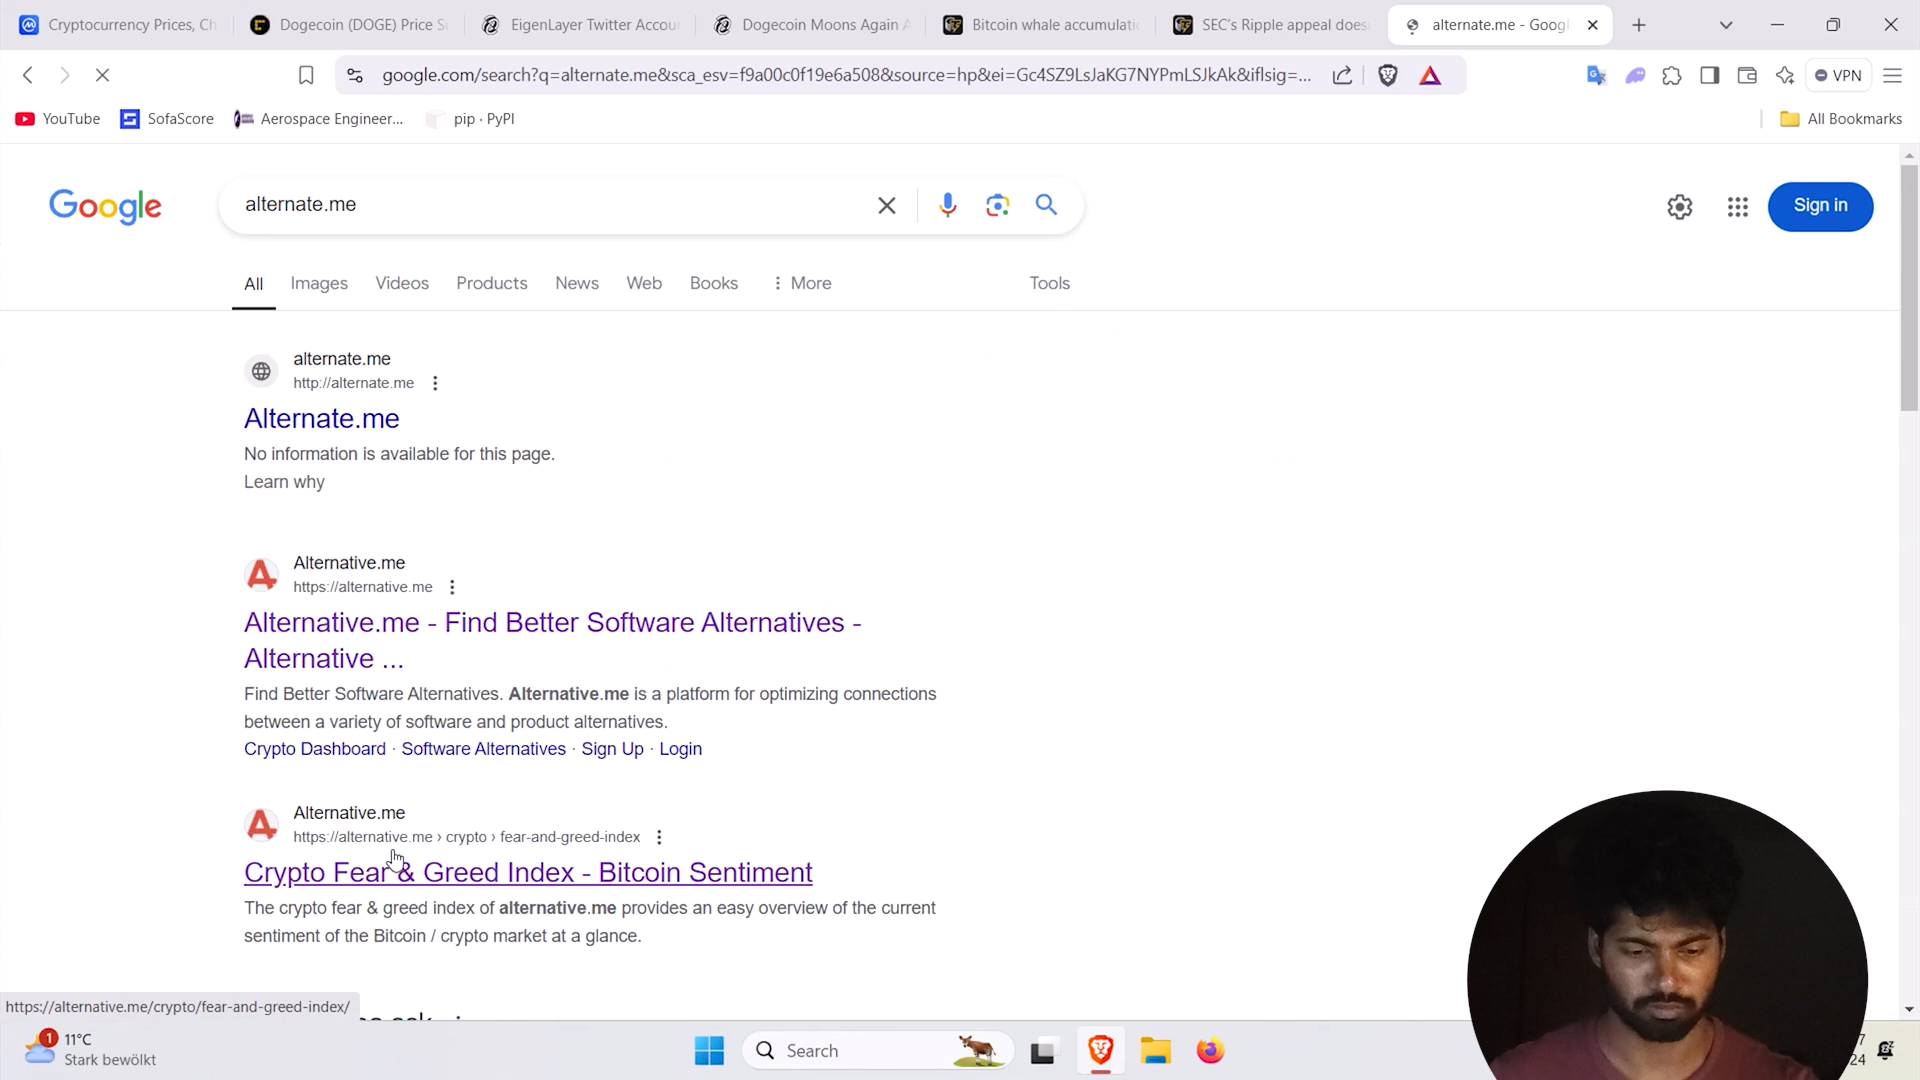 Cryptocurrency Prices, Ch
Dogecoin (DOGE) Price
EigenLayer Twitter Accou
Dogecoin Moons Again
Bitcoin whale accumulati
SEC's Ripple appeal does
alternate.me - Goog
google.com/search?q=alternate.me&sca_esv=f9a00c0f19e6a508&source=hp&ei=Gc4SZ9LsJaKG7NYPmLSJkAk&iflsig=...
VPN
YouTube
SofaScore
Aerospace Engineer...
pip · PyPI
All Bookmarks
Google
alternate.me
Sign in
All
Images
Videos
Products
News
Web
Books
More
Tools
alternate.me
http://alternate.me
Alternate.me
No information is available for this page.
Learn why
Alternative.me
https://alternative.me
Alternative.me - Find Better Software Alternatives -
Alternative ...
Find Better Software Alternatives. Alternative.me is a platform for optimizing connections
between a variety of software and product alternatives.
Crypto Dashboard · Software Alternatives · Sign Up · Login
Alternative.me
https://alternative.me › crypto › fear-and-greed-index
Crypto Fear & Greed Index - Bitcoin Sentiment
The crypto fear & greed index of alternative.me provides an easy overview of the current
sentiment of the Bitcoin / crypto market at a glance.
https://alternative.me/crypto/fear-and-greed-index/
1
11°C
Stark bewölkt
Search
7
24